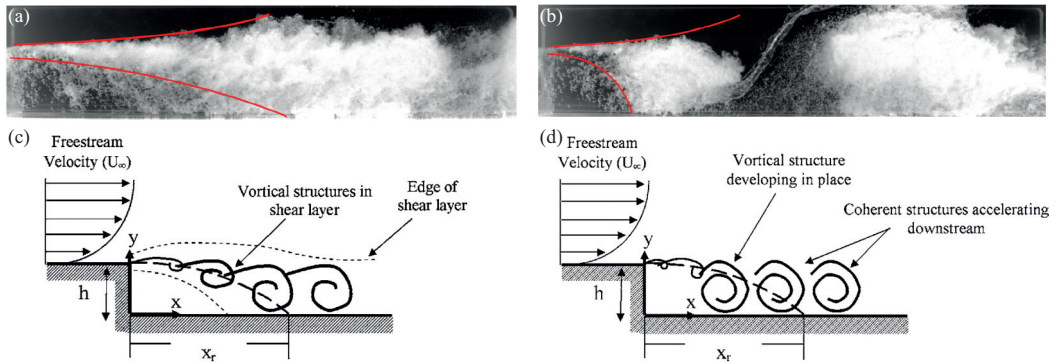 (a)
(b)
(c)
Freestream
Velocity (U∞)
Vortical structures in
shear layer
Edge of
shear layer
y
h
x
xr
(d)
Freestream
Velocity (U∞)
Vortical structure
developing in place
Coherent structures accelerating
downstream
y
h
x
xr